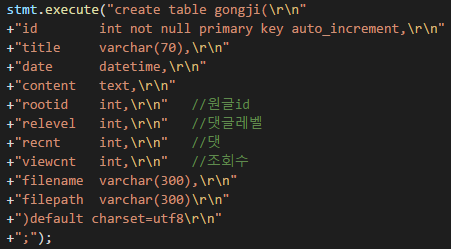 stmt.execute("create table gongji(\r\n"
+"id       int not null primary key auto_increment,\r\n"
+"title    varchar(70),\r\n"
+"date     datetime,\r\n"
+"content  text,\r\n"
+"rootid   int,\r\n"   //원글id
+"relevel  int,\r\n"   //댓글레벨
+"recnt    int,\r\n"   //댓
+"viewcnt  int,\r\n"   //조회수
+"filename  varchar(300),\r\n"
+"filepath  varchar(300)\r\n"
+")default charset=utf8\r\n"
+";");